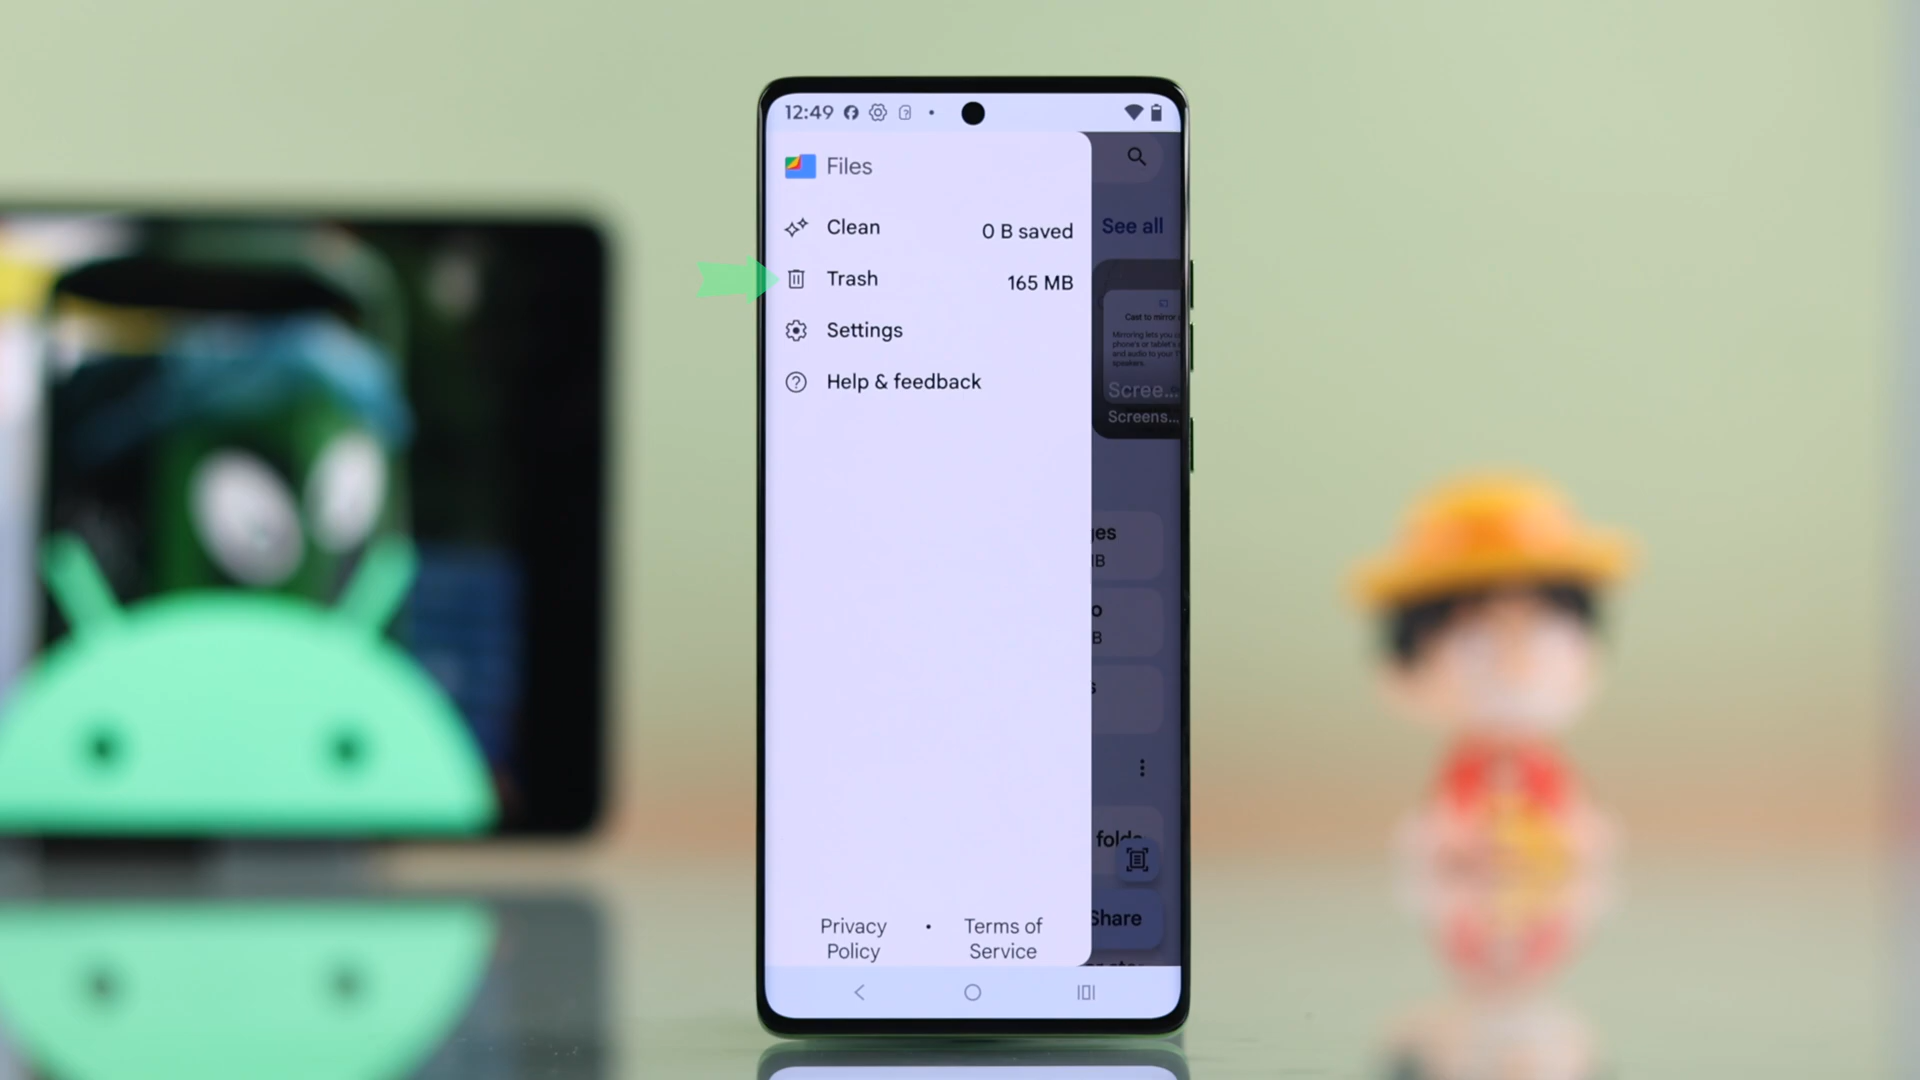 12:49
Files
Clean
0 B saved
See all
Trash
165 MB
Cast to mirror
Mirroring lets you
phone's or tablet's
and audio to your
speakers.
Settings
Help & feedback
Scree...
Screens...
ges
IB
o
B
s
folde
Share
Privacy
Policy
•
Terms of
Service